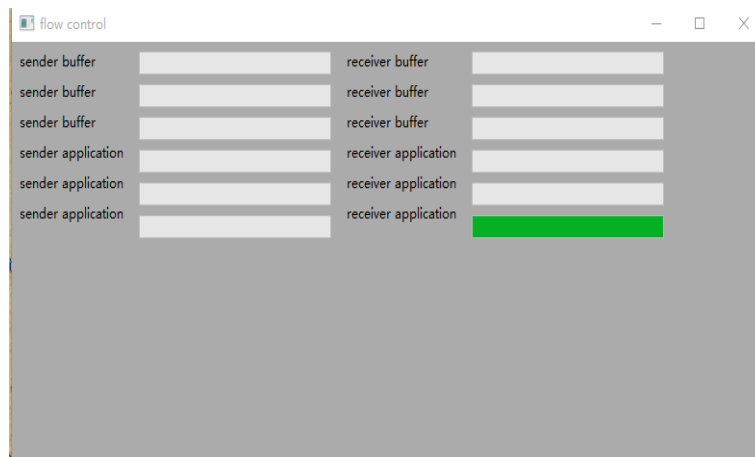 flow control
sender buffer receiver buffer
sender buffer receiver buffer
sender buffer receiver buffer
sender application receiver application
sender application receiver application
sender application receiver application